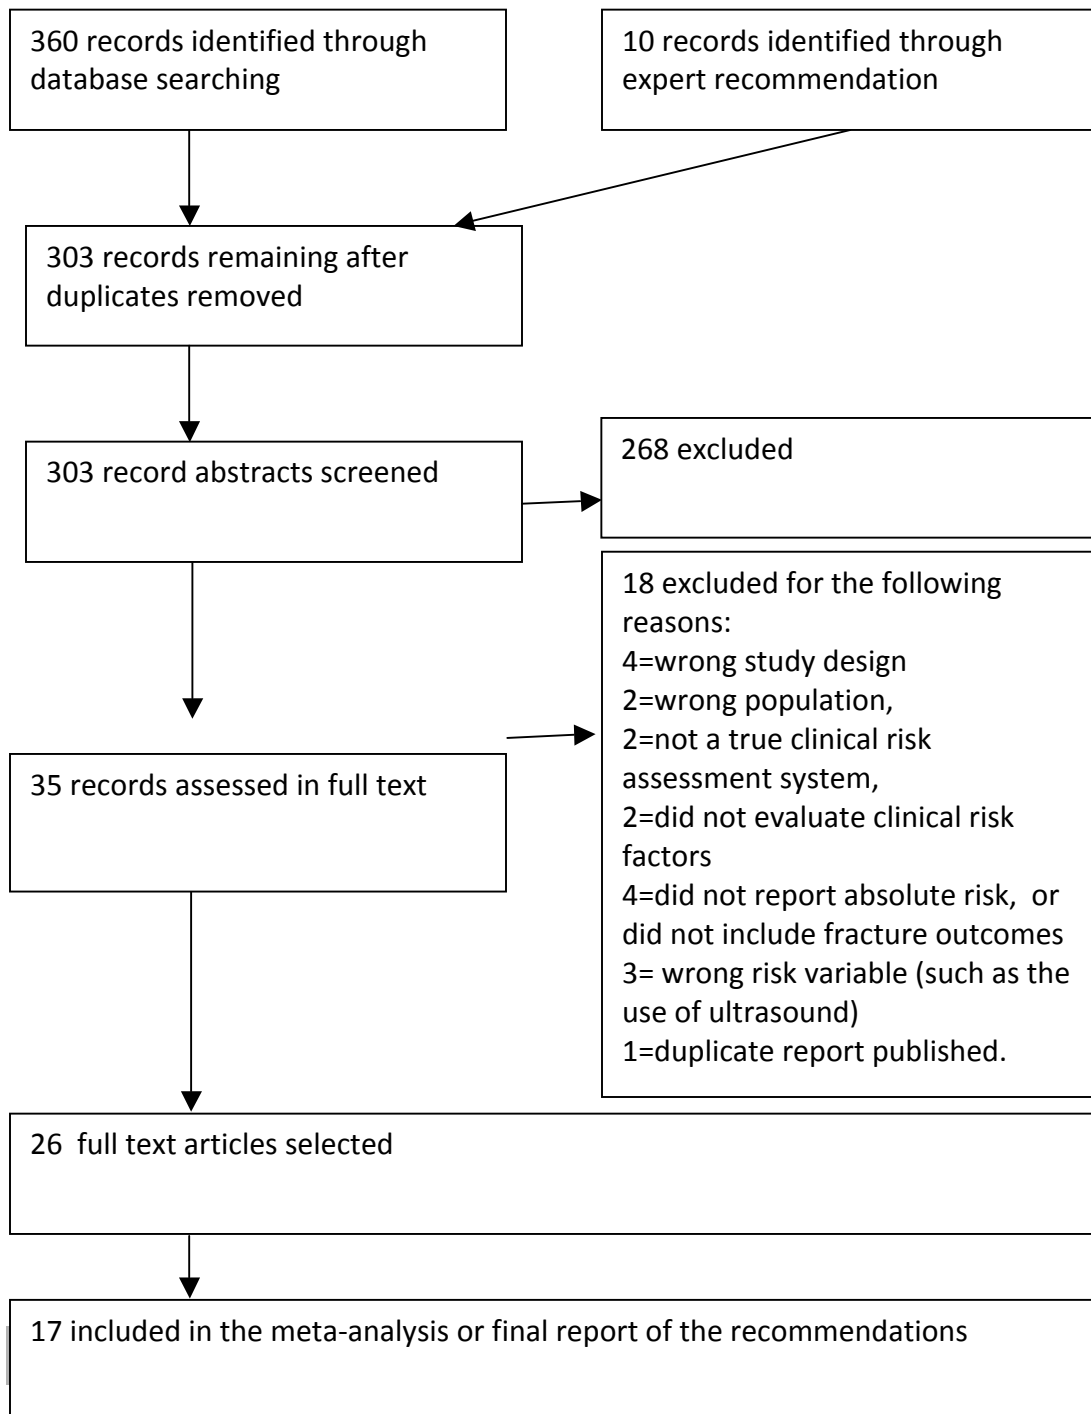 360 records identified through
database searching
10 records identified through
expert recommendation
303 records remaining after
duplicates removed
303 record abstracts screened
268 excluded
18 excluded for the following
reasons:
4=wrong study design
2=wrong population,
2=not a true clinical risk
assessment system,
2=did not evaluate clinical risk
factors
4=did not report absolute risk,  or
did not include fracture outcomes
3= wrong risk variable (such as the
use of ultrasound)
1=duplicate report published.
35 records assessed in full text
26  full text articles selected
17 included in the meta-analysis or final report of the recommendations